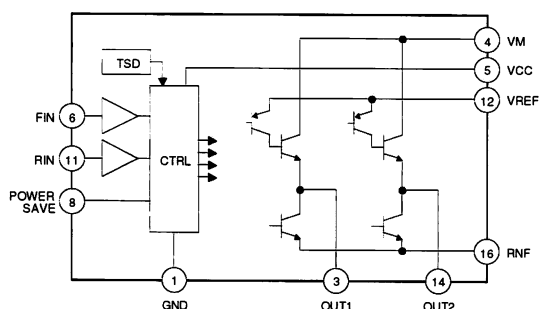 TSD
4 VM
5 VCC
12 VREF
FIN 6
RIN 11
CTRL
POWER
SAVE 8
16 RNF
1
GND
3
OUT1
14
OUT2